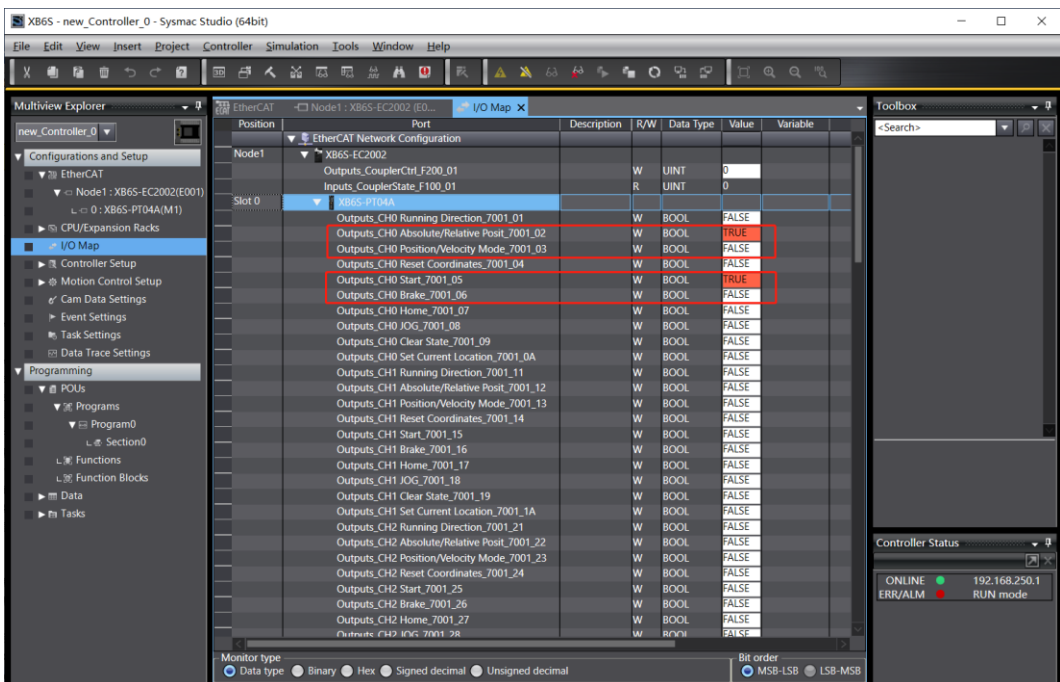 XB6S - new_Controller_0 - Sysmac Studio (64bit)
File Edit View Insert Project Controller Simulation Tools Window Help
Multiview Explorer
new_Controller_0
Configurations and Setup
EtherCAT
Node1 : XB6S-EC2002(E001)
0 : XB6S-PT04A(M1)
CPU/Expansion Racks
I/O Map
Controller Setup
Motion Control Setup
Cam Data Settings
Event Settings
Task Settings
Data Trace Settings
Programming
POUs
Programs
Program0
Section0
Functions
Function Blocks
Data
Tasks
EtherCAT Node1 : XB6S-EC2002 (E0... I/O Map
Position Port Description R/W Data Type Value Variable
EtherCAT Network Configuration
Node1 XB6S-EC2002
Outputs_CouplerCtrl_F200_01 W UINT 0
Inputs_CouplerState_F100_01 R UINT 0
Slot 0 XB6S-PT04A
Outputs_CH0 Running Direction_7001_01 W BOOL FALSE
Outputs_CH0 Absolute/Relative Posit_7001_02 W BOOL TRUE
Outputs_CH0 Position/Velocity Mode_7001_03 W BOOL FALSE
Outputs_CH0 Reset Coordinates_7001_04 W BOOL FALSE
Outputs_CH0 Start_7001_05 W BOOL TRUE
Outputs_CH0 Brake_7001_06 W BOOL FALSE
Outputs_CH0 Home_7001_07 W BOOL FALSE
Outputs_CH0 JOG_7001_08 W BOOL FALSE
Outputs_CH0 Clear State_7001_09 W BOOL FALSE
Outputs_CH0 Set Current Location_7001_0A W BOOL FALSE
Outputs_CH1 Running Direction_7001_11 W BOOL FALSE
Outputs_CH1 Absolute/Relative Posit_7001_12 W BOOL FALSE
Outputs_CH1 Position/Velocity Mode_7001_13 W BOOL FALSE
Outputs_CH1 Reset Coordinates_7001_14 W BOOL FALSE
Outputs_CH1 Start_7001_15 W BOOL FALSE
Outputs_CH1 Brake_7001_16 W BOOL FALSE
Outputs_CH1 Home_7001_17 W BOOL FALSE
Outputs_CH1 JOG_7001_18 W BOOL FALSE
Outputs_CH1 Clear State_7001_19 W BOOL FALSE
Outputs_CH1 Set Current Location_7001_1A W BOOL FALSE
Outputs_CH2 Running Direction_7001_21 W BOOL FALSE
Outputs_CH2 Absolute/Relative Posit_7001_22 W BOOL FALSE
Outputs_CH2 Position/Velocity Mode_7001_23 W BOOL FALSE
Outputs_CH2 Reset Coordinates_7001_24 W BOOL FALSE
Outputs_CH2 Start_7001_25 W BOOL FALSE
Outputs_CH2 Brake_7001_26 W BOOL FALSE
Outputs_CH2 Home_7001_27 W BOOL FALSE
Outputs_CH2 JOG_7001_28 W BOOL FALSE
Monitor type
Data type Binary Hex Signed decimal Unsigned decimal
Bit order
MSB-LSB LSB-MSB
Toolbox
<Search>
Controller Status
ONLINE 192.168.250.1
ERR/ALM RUN mode